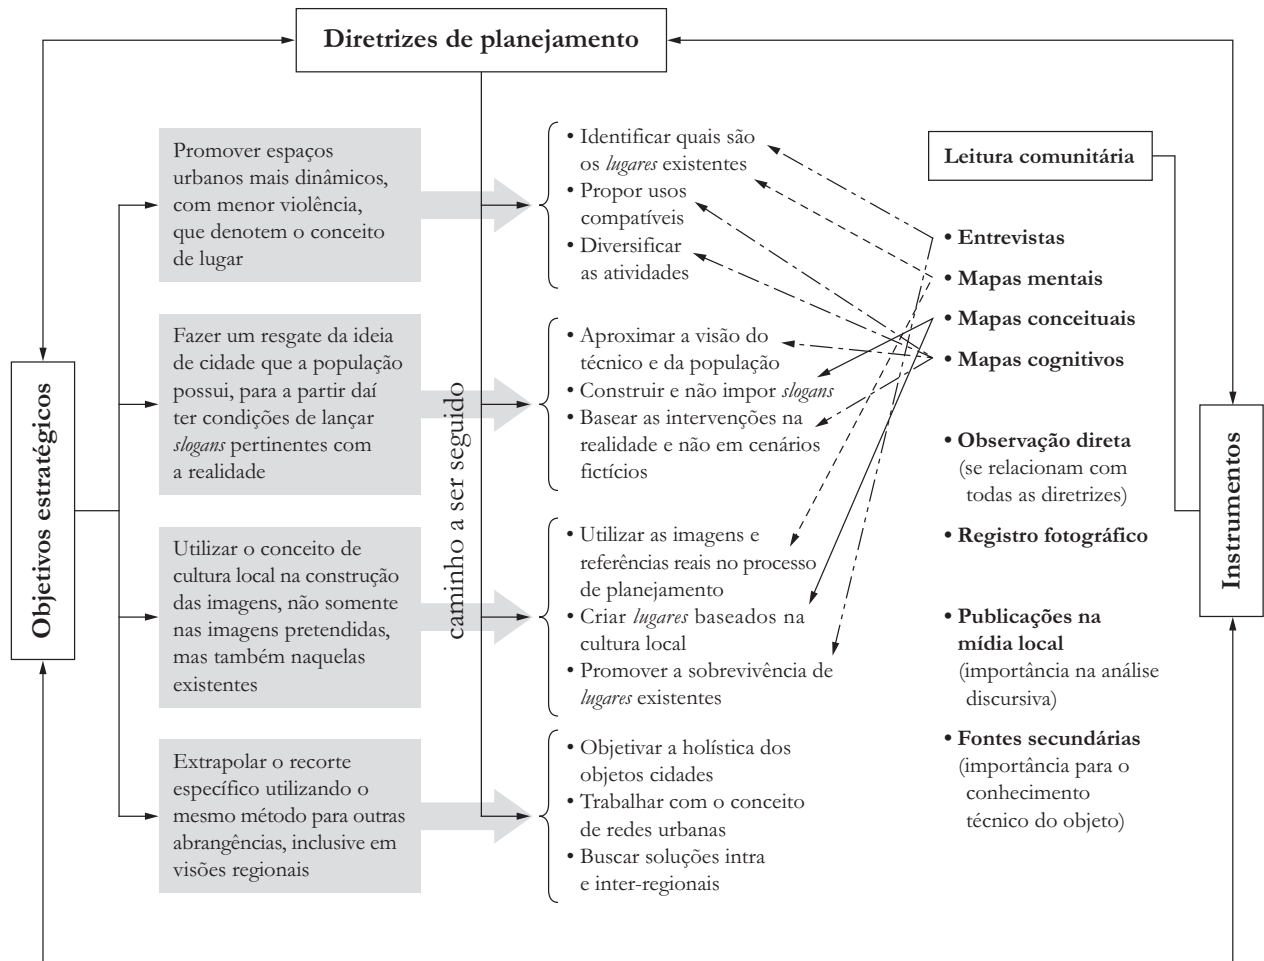 Diretrizes de planejamento
Objetivos estratégicos
Promover espaços
urbanos mais dinâmicos,
com menor violência,
que denotem o conceito
de lugar
Fazer um resgate da ideia
de cidade que a população
possui, para a partir daí
ter condições de lançar
slogans pertinentes com
a realidade
Utilizar o conceito de
cultura local na construção
das imagens, não somente
nas imagens pretendidas,
mas também naquelas
existentes
Extrapolar o recorte
específico utilizando o
mesmo método para outras
abrangências, inclusive em
visões regionais
caminho a ser seguido
• Identificar quais são
os lugares existentes
• Propor usos
compatíveis
• Diversificar
as atividades
• Aproximar a visão do
técnico e da população
• Construir e não impor slogans
• Basear as intervenções na
realidade e não em cenários
fictícios
• Utilizar as imagens e
referências reais no processo
de planejamento
• Criar lugares baseados na
cultura local
• Promover a sobrevivência de
lugares existentes
• Objetivar a holística dos
objetos cidades
• Trabalhar com o conceito
de redes urbanas
• Buscar soluções intra
e inter-regionais
Leitura comunitária
• Entrevistas
• Mapas mentais
• Mapas conceituais
• Mapas cognitivos
• Observação direta
(se relacionam com
todas as diretrizes)
• Registro fotográfico
• Publicações na
mídia local
(importância na análise
discursiva)
• Fontes secundárias
(importância para o
conhecimento
técnico do objeto)
Instrumentos